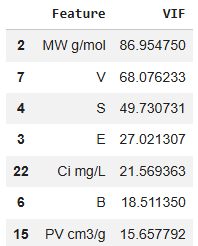 Feature VIF
2 MW g/mol 86.954750
7 V 68.076233
4 S 49.730731
3 E 27.021307
22 Ci mg/L 21.569363
6 B 18.511350
15 PV cm3/g 15.657792